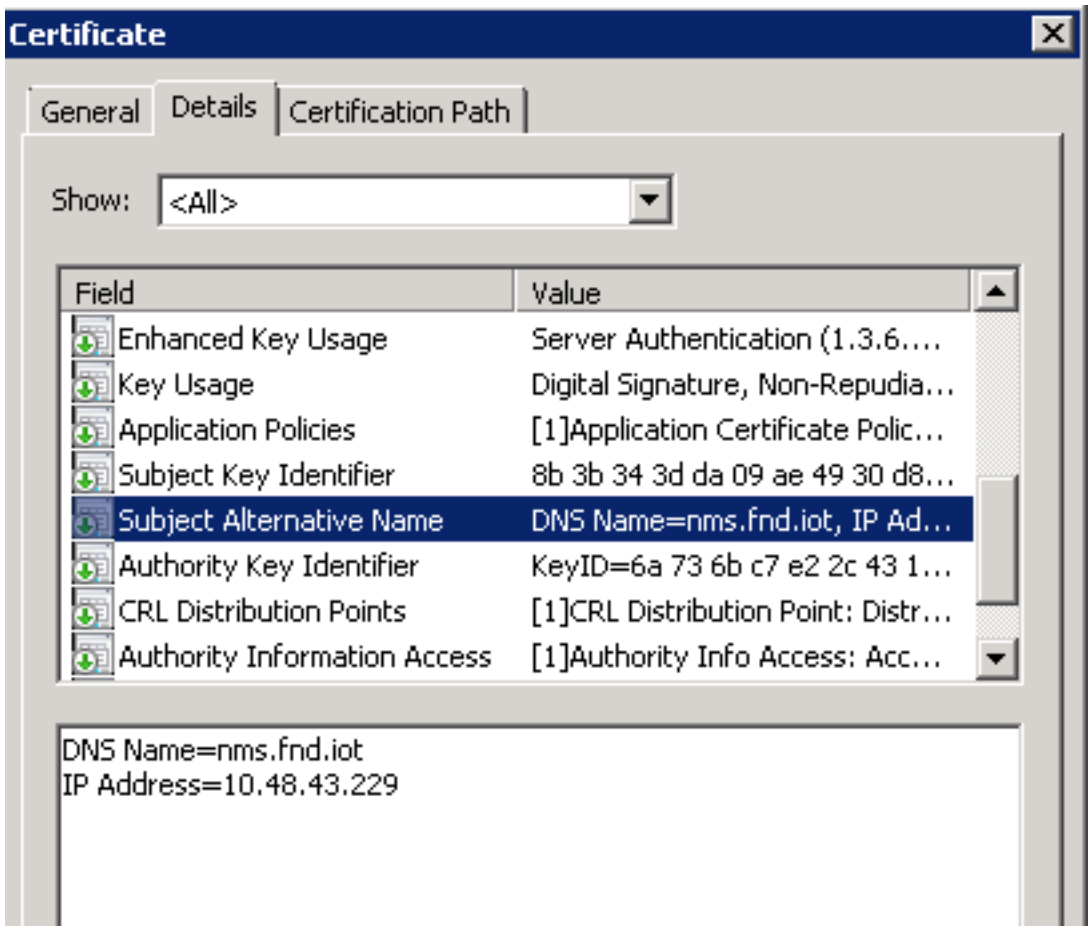 Certificate
General Details Certification Path
Show: <All>
Field Value
Enhanced Key Usage Server Authentication (1.3.6....
Key Usage Digital Signature, Non-Repudia...
Application Policies [1]Application Certificate Polic...
Subject Key Identifier 8b 3b 34 3d da 09 ae 49 30 d8...
Subject Alternative Name DNS Name=nms.fnd.iot, IP Ad...
Authority Key Identifier KeyID=6a 73 6b c7 e2 2c 43 1...
CRL Distribution Points [1]CRL Distribution Point: Distr...
Authority Information Access [1]Authority Info Access: Acc...
DNS Name=nms.fnd.iot
IP Address=10.48.43.229